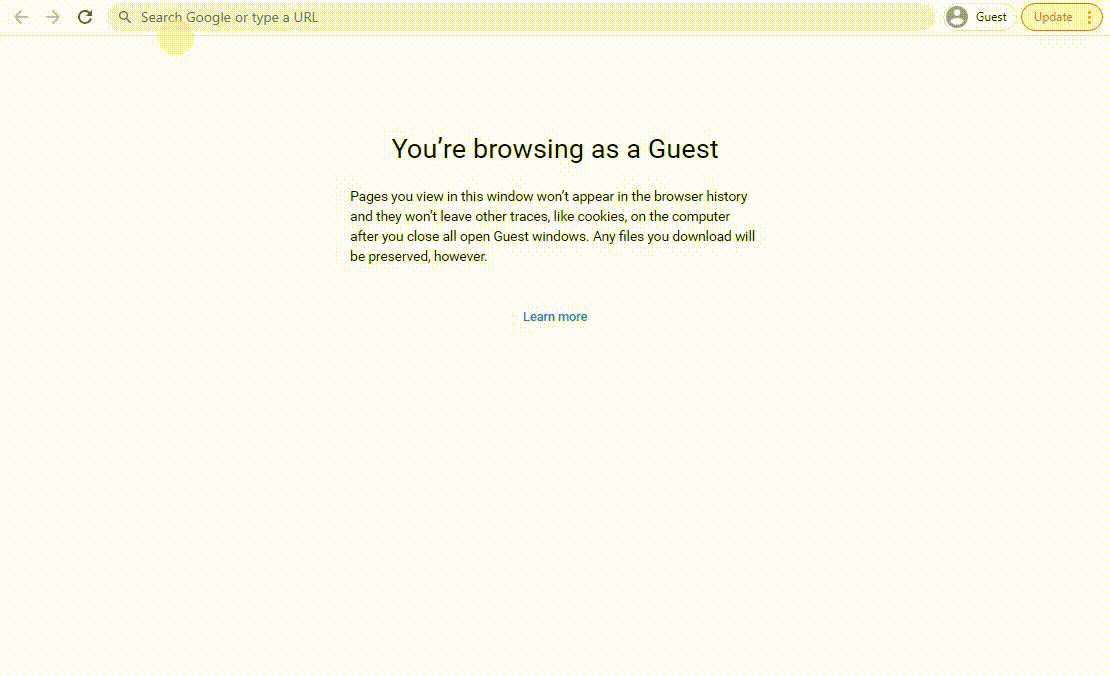 Search Google or type a URL
Guest
Update
You’re browsing as a Guest
Pages you view in this window won’t appear in the browser history
and they won’t leave other traces, like cookies, on the computer
after you close all open Guest windows. Any files you download will
be preserved, however.
Learn more